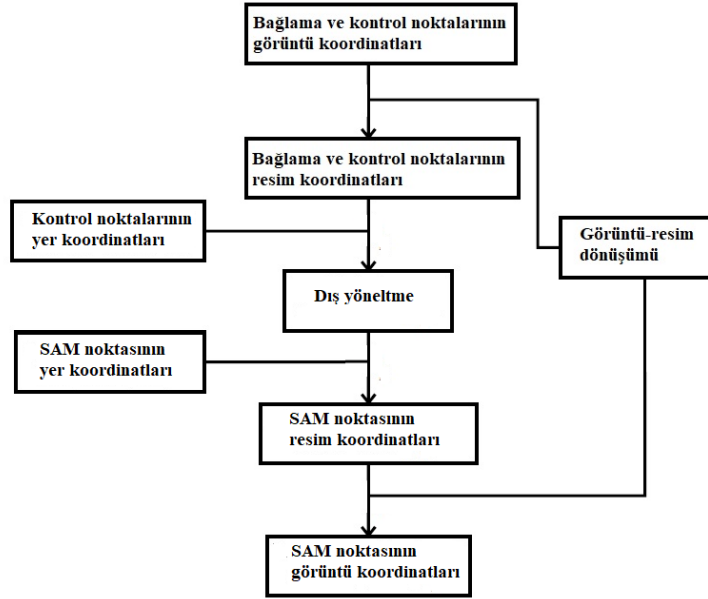 Bağlama ve kontrol noktalarının
görüntü koordinatları
Bağlama ve kontrol noktalarının
resim koordinatları
Kontrol noktalarının
yer koordinatları
Görüntü-resim
dönüşümü
Dış yöneltme
SAM noktasının
yer koordinatları
SAM noktasının
resim koordinatları
SAM noktasının
görüntü koordinatları